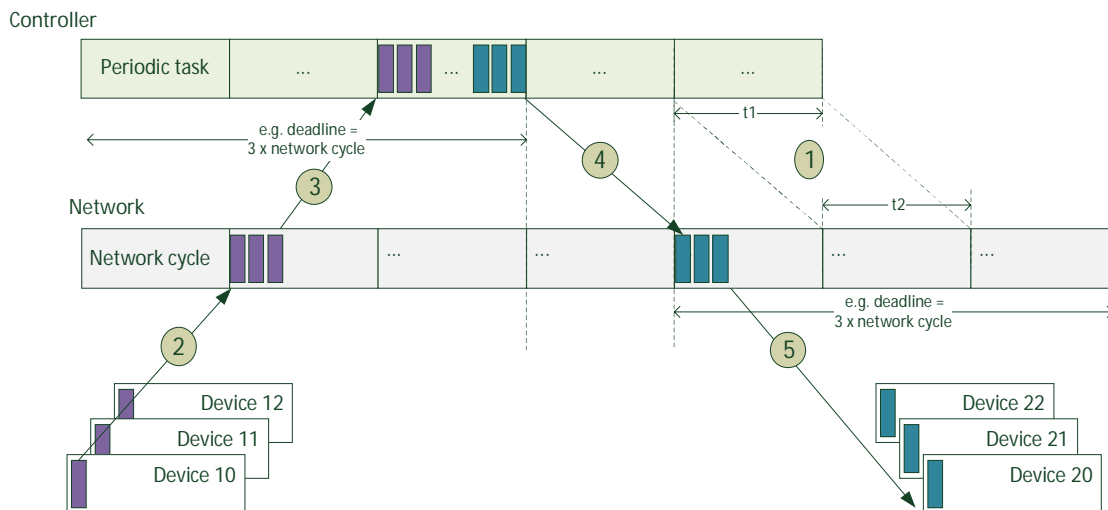 Controller
Periodic task
...
...
...
...
t1
e.g. deadline =
3 x network cycle
1
3
4
Network
t2
Network cycle
...
...
...
...
e.g. deadline =
3 x network cycle
2
5
Device 12
Device 11
Device 10
Device 22
Device 21
Device 20